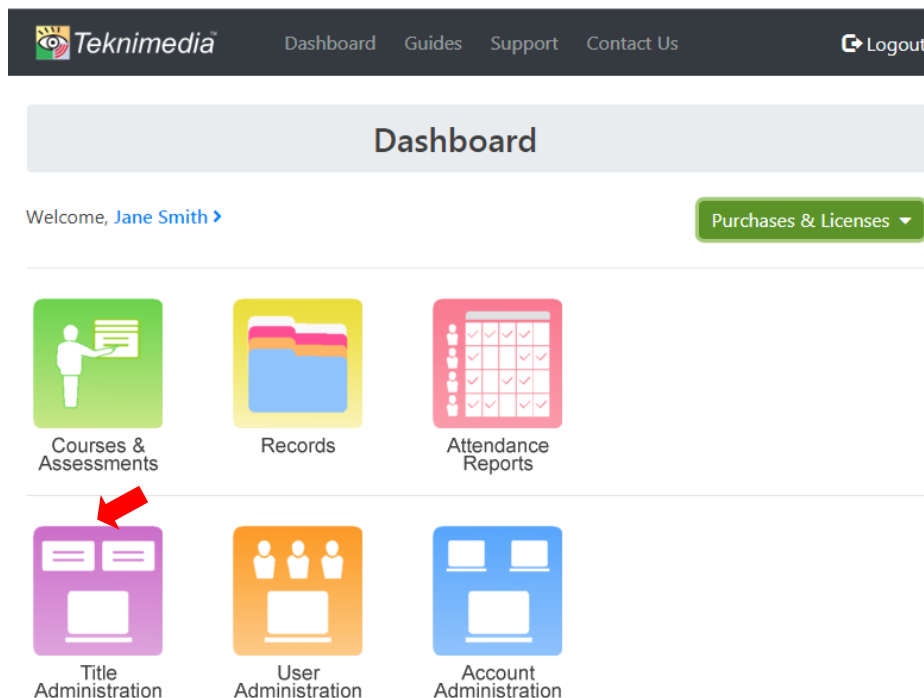 Teknimedia™ Dashboard Guides Support Contact Us Logout
Dashboard
Welcome, Jane Smith
Purchases & Licenses
Courses &
Assessments
Records
Attendance
Reports
Title
Administration
User
Administration
Account
Administration